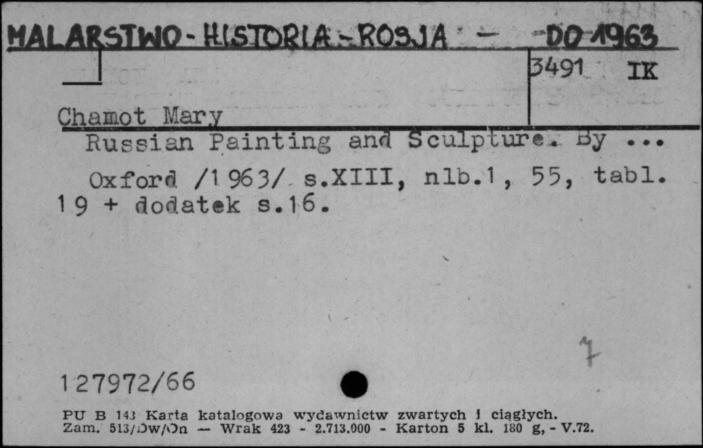 MALARSTWO - HISTORIA - ROSJA - DO 1963
3491 IK
Chamot Mary
Russian Painting and Sculpture. By ...
Oxford /1963/ s.XIII, nlb.1, 55, tabl.
19 + dodatek s.16.
7
127972/66
PU B 143 Karta katalogowa wydawnictw zwartych i ciągłych.
Zam. 513/Dw/On — Wrak 423 - 2.713.000 - Karton 5 kl. 180 g, - V.72.